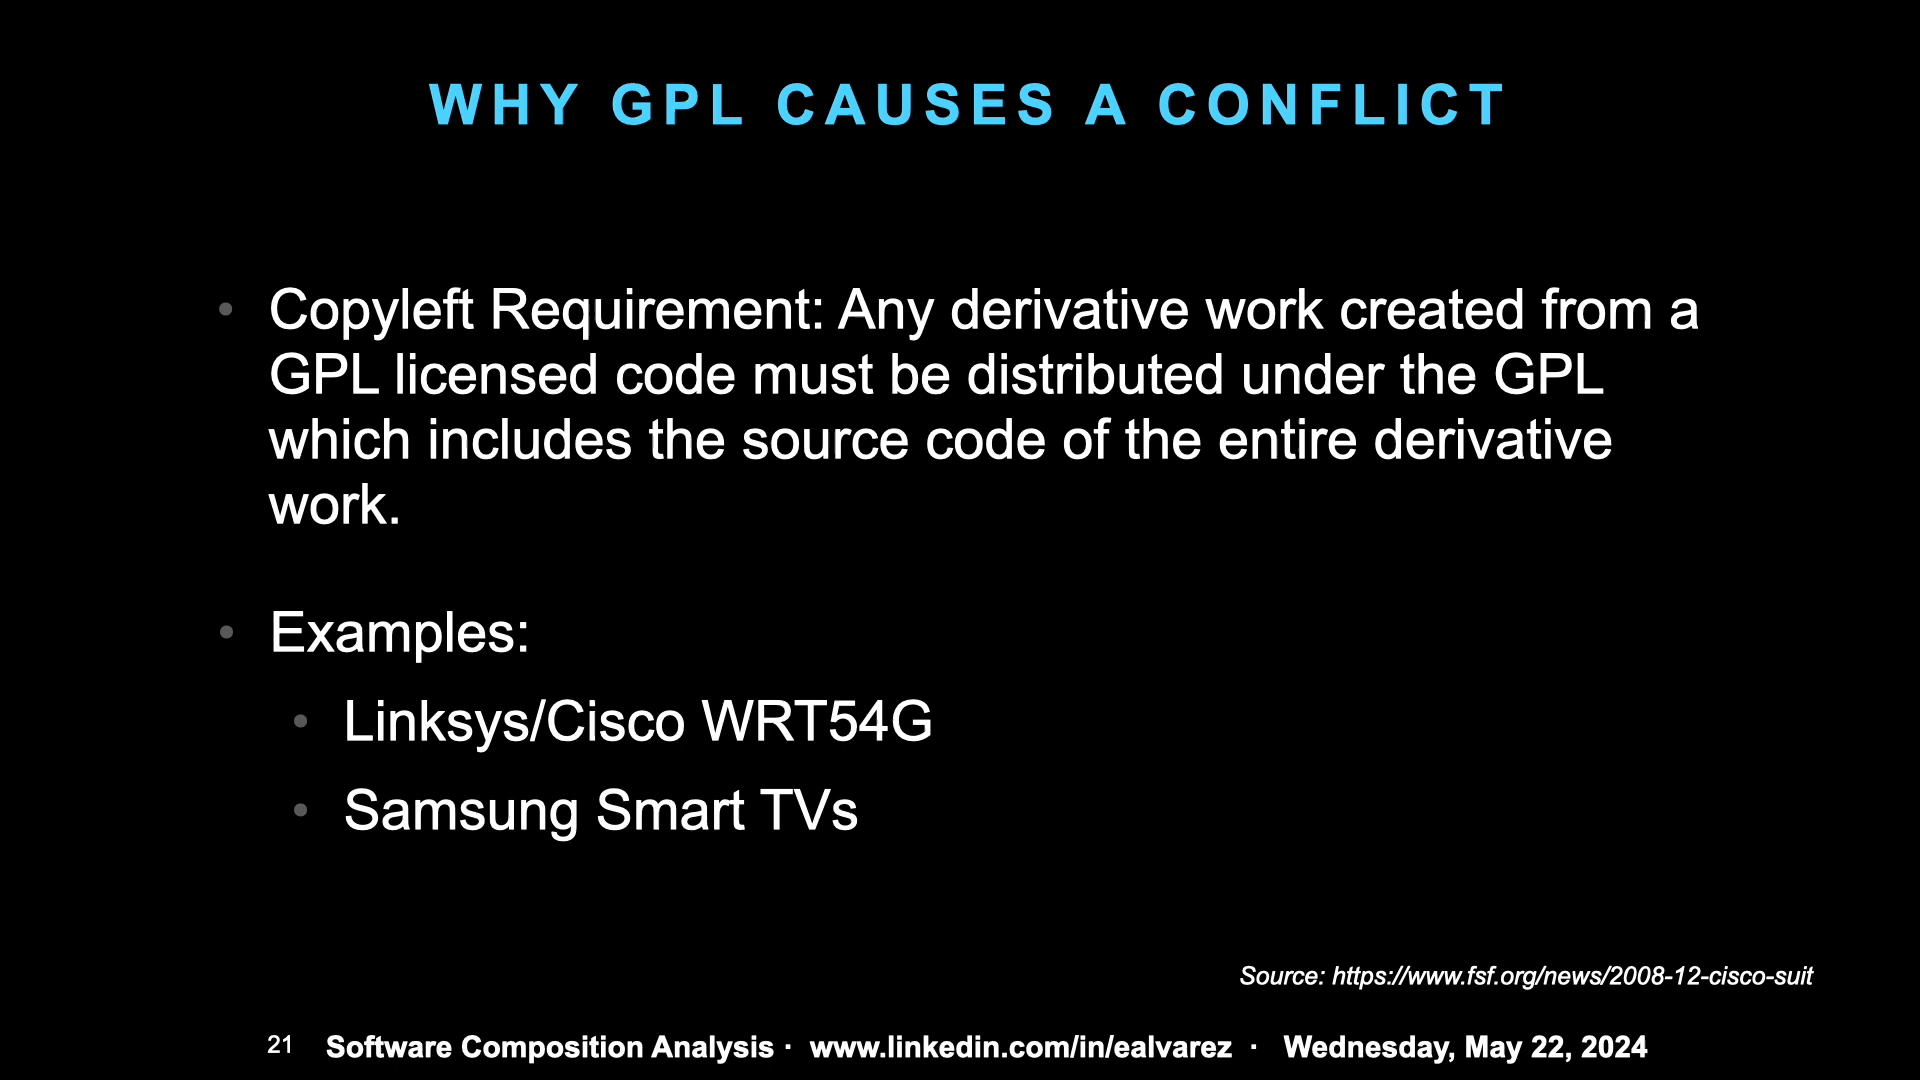 WHY GPL CAUSES A CONFLICT
• Copyleft Requirement: Any derivative work created from a
GPL licensed code must be distributed under the GPL
which includes the source code of the entire derivative
work.
• Examples:
• Linksys/Cisco WRT54G
• Samsung Smart TVs
Source: https://www.fsf.org/news/2008-12-cisco-suit
21 Software Composition Analysis · www.linkedin.com/in/ealvarez · Wednesday, May 22, 2024